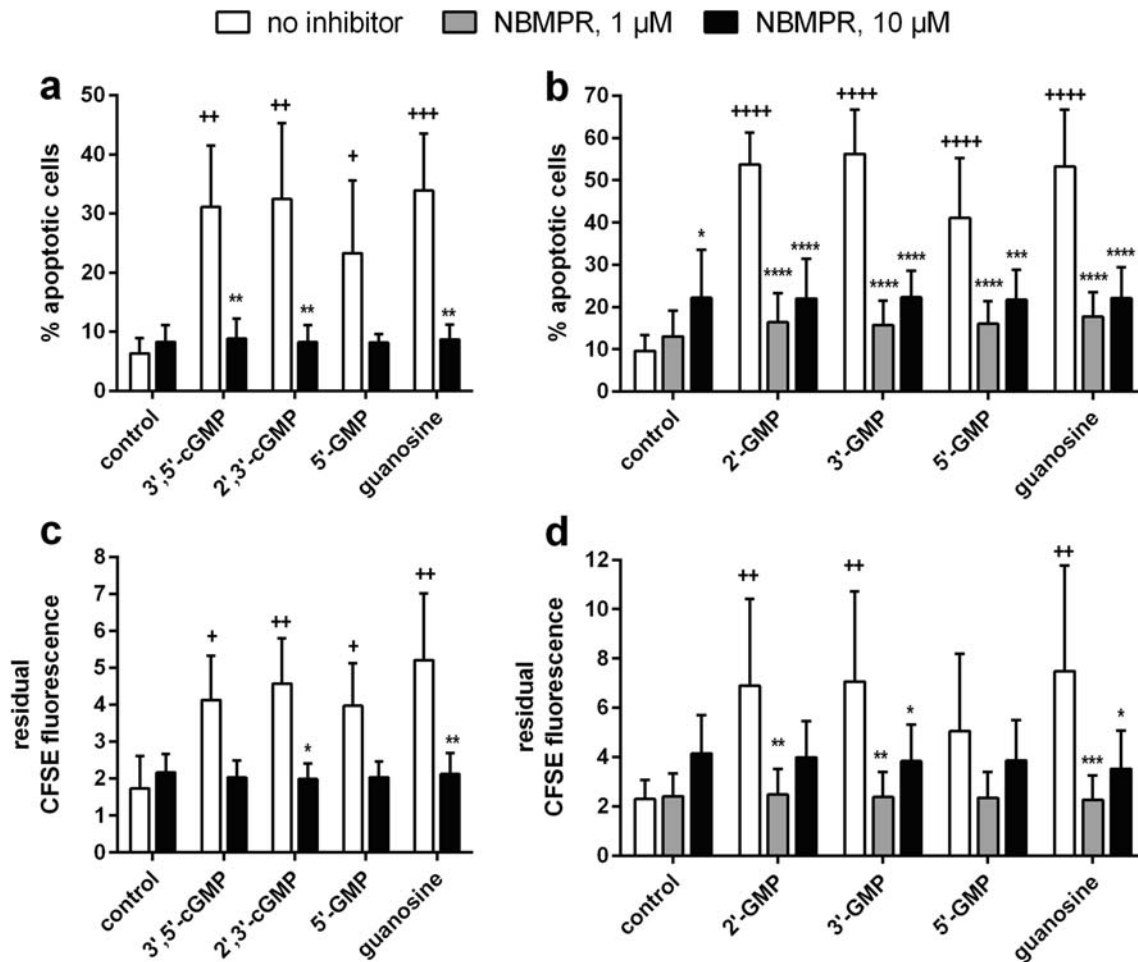 no inhibitor NBMPR, 1 µM NBMPR, 10 µM
a
% apoptotic cells
50
40
30
20
10
0
++
++
+
+++
**
**
**
control
3',5'-cGMP
2',3'-cGMP
5'-GMP
guanosine
b
% apoptotic cells
70
60
50
40
30
20
10
0
*
++++
****
****
++++
****
****
++++
****
***
++++
****
****
control
2'-GMP
3'-GMP
5'-GMP
guanosine
c
residual
CFSE fluorescence
8
7
6
5
4
3
2
1
0
+
++
*
+
++
**
control
3',5'-cGMP
2',3'-cGMP
5'-GMP
guanosine
d
residual
CFSE fluorescence
12
10
8
6
4
2
0
++
**
++
**
*
++
***
*
control
2'-GMP
3'-GMP
5'-GMP
guanosine